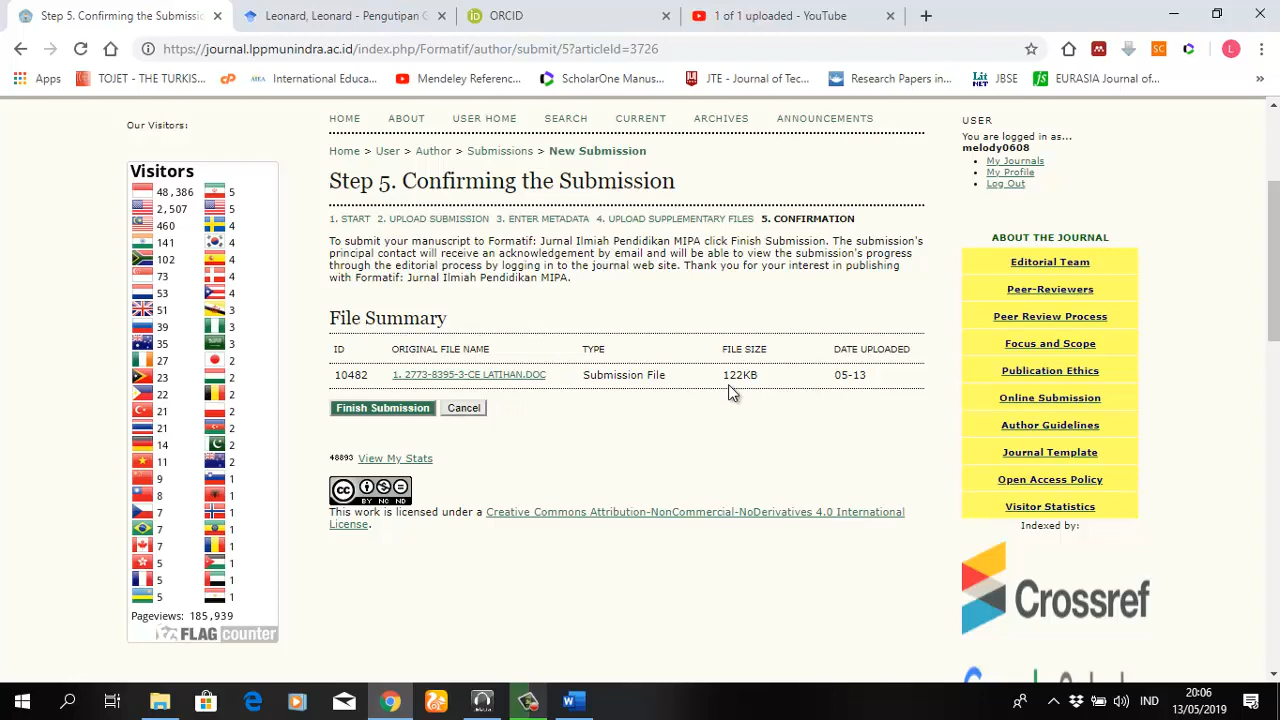 Step 5. Confirming the Submissio
Leonard, Leonard - Pengutipan G
ORCID
1 of 1 uploaded - YouTube
https://journal.lppmunindra.ac.id/index.php/Formatif/author/submit/5?articleId=3726
Apps
TOJET - THE TURKIS...
International Educa...
Mendeley Referenc...
ScholarOne Manus...
JTE - Journal of Tec...
Research Papers in...
JBSE
EURASIA Journal of...
Our Visitors:
Visitors
48,386 5
2,507 5
460 4
141 4
102 4
73 4
53 4
51 3
39 3
35 3
27 2
23 2
22 2
21 2
21 2
14 2
11 2
9 1
8 1
7 1
7 1
7 1
5 1
5 1
5 1
Pageviews: 185,939
FLAG counter
HOME ABOUT USER HOME SEARCH CURRENT ARCHIVES ANNOUNCEMENTS
Home > User > Author > Submissions > New Submission
Step 5. Confirming the Submission
1. START 2. UPLOAD SUBMISSION 3. ENTER METADATA 4. UPLOAD SUPPLEMENTARY FILES 5. CONFIRMATION
To submit your manuscript to Formatif: Jurnal Ilmiah Pendidikan MIPA click Finish Submission. The submission's
principal contact will receive an acknowledgement by email and will be able to view the submission's progress
through the editorial process by logging in to the journal web site. Thank you for your interest in publishing
with Formatif: Jurnal Ilmiah Pendidikan MIPA.
File Summary
ID ORIGINAL FILE NAME TYPE FILE SIZE DATE UPLOADED
10482 1. 2773-8395-3-CE LATIHAN.DOC Submission File 122KB 05-13
Finish Submission Cancel
48893 View My Stats
CC BY NC ND
This work is licensed under a Creative Commons Attribution-NonCommercial-NoDerivatives 4.0 International
License.
USER
You are logged in as...
melody0608
My Journals
My Profile
Log Out
ABOUT THE JOURNAL
Editorial Team
Peer-Reviewers
Peer Review Process
Focus and Scope
Publication Ethics
Online Submission
Author Guidelines
Journal Template
Open Access Policy
Visitor Statistics
Indexed by:
Crossref
IND
20:06
13/05/2019